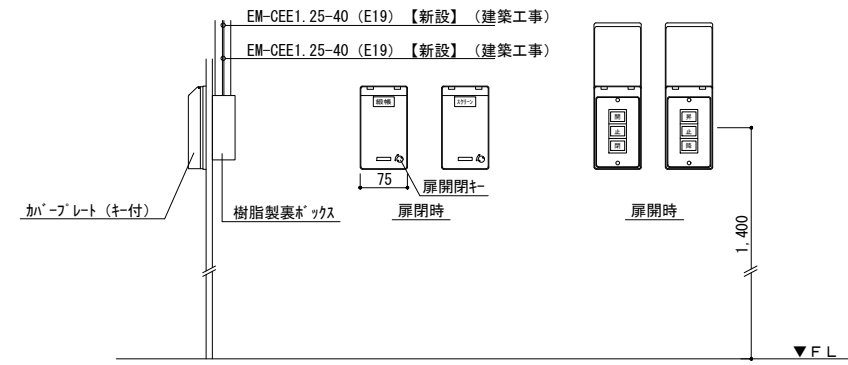 EM-CEE1.25-40 (E19) 【新設】 (建築工事)
EM-CEE1.25-40 (E19) 【新設】 (建築工事)
緞帳
スクリーン
開
止
閉
昇
止
降
75
扉開閉キー
カバープレート (キー付)
樹脂製裏ボックス
扉閉時
扉開時
1,400
▼FL